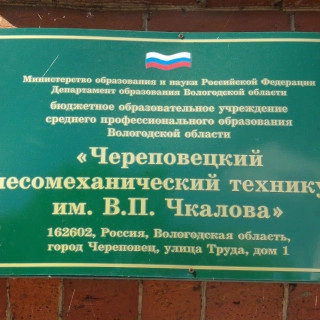 Министерство образования и науки Российской Федерации
Департамент образования Вологодской области
бюджетное образовательное учреждение
среднего профессионального образования
Вологодской области
«Череповецкий
лесомеханический технику
им. В.П. Чкалова»
162602, Россия, Вологодская область,
город Череповец, улица Труда, дом 1